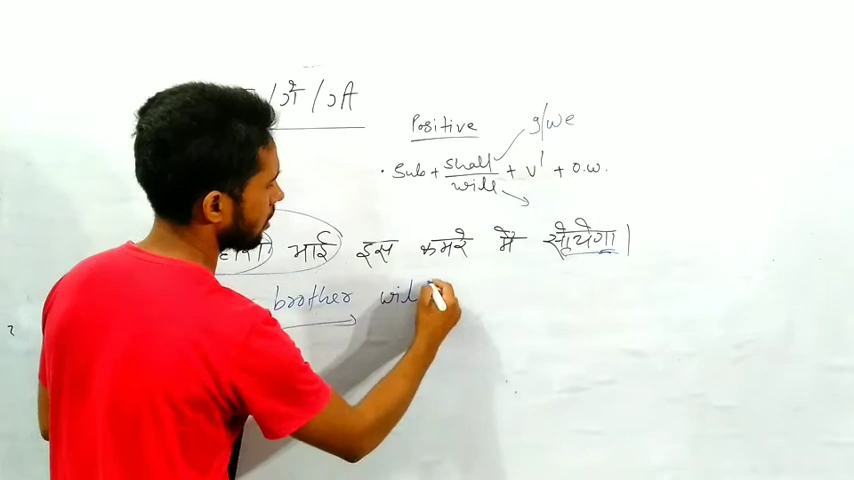 /गे/गा
Positive
I/we
• Sub + shall/will + V¹ + O.W.
भाई इस कमरे में सोयेगा।
brother wil